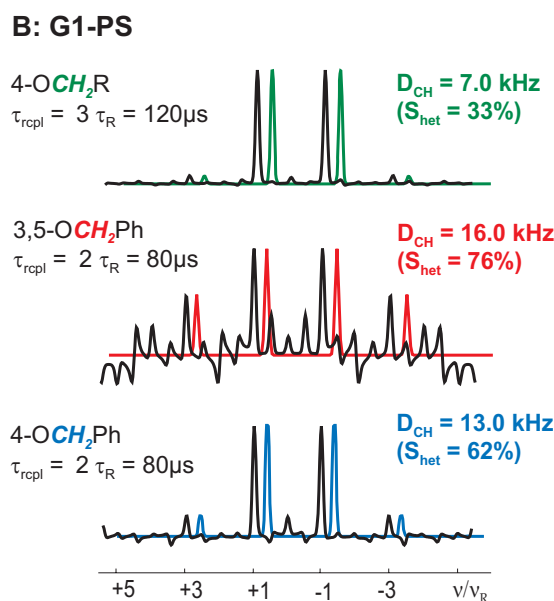 B: G1-PS
4-OCH₂R
τrcpl = 3 τR = 120μs
DCH = 7.0 kHz
(Shet = 33%)
3,5-OCH₂Ph
τrcpl = 2 τR = 80μs
DCH = 16.0 kHz
(Shet = 76%)
4-OCH₂Ph
τrcpl = 2 τR = 80μs
DCH = 13.0 kHz
(Shet = 62%)
+5 +3 +1 -1 -3 ν/νR